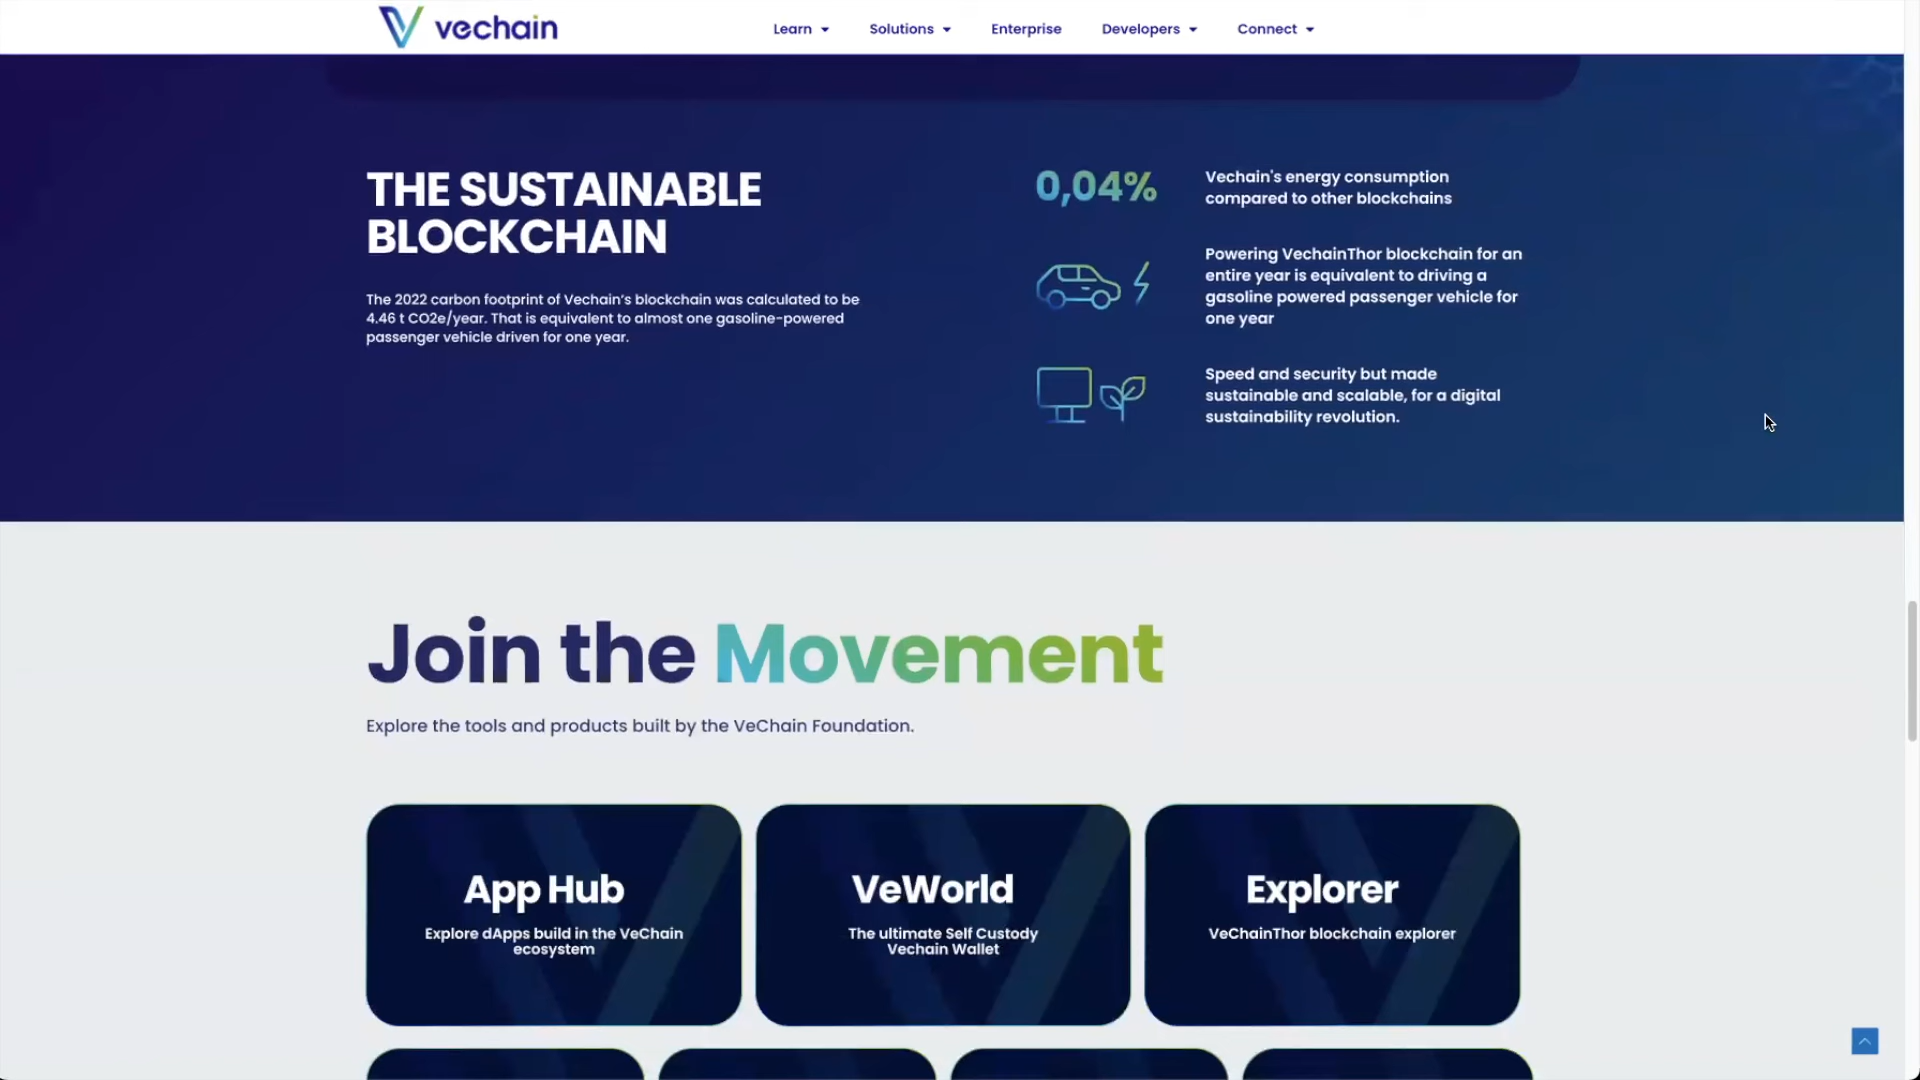 vechain
Learn
Solutions
Enterprise
Developers
Connect
THE SUSTAINABLE
BLOCKCHAIN
The 2022 carbon footprint of Vechain's blockchain was calculated to be
4.46 t CO2e/year. That is equivalent to almost one gasoline-powered
passenger vehicle driven for one year.
0,04%
Vechain's energy consumption
compared to other blockchains
Powering VechainThor blockchain for an
entire year is equivalent to driving a
gasoline powered passenger vehicle for
one year
Speed and security but made
sustainable and scalable, for a digital
sustainability revolution.
Join the Movement
Explore the tools and products built by the VeChain Foundation.
App Hub
Explore dApps build in the VeChain
ecosystem
VeWorld
The ultimate Self Custody
Vechain Wallet
Explorer
VeChainThor blockchain explorer